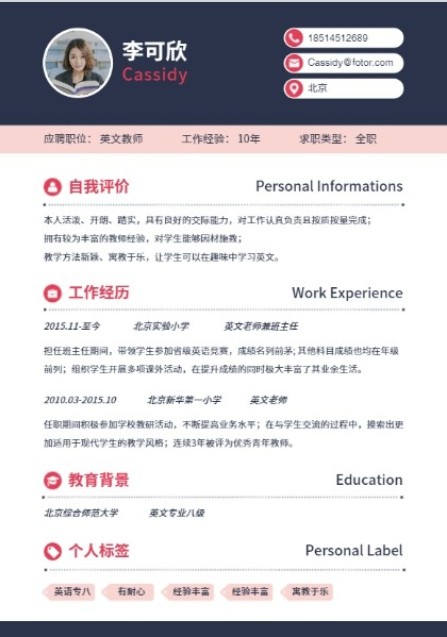 李可欣
Cassidy
18514512689
Cassidy@fotor.com
北京
应聘职位： 英文教师 工作经验： 10年 求职类型： 全职
自我评价 Personal Informations
本人活泼、开朗、踏实，具有良好的交际能力，对工作认真负责且按质按量完成；
拥有较为丰富的教师经验，对学生能够因材施教；
教学方法新颖、寓教于乐，让学生可以在趣味中学习英文。
工作经历 Work Experience
2015.11-至今 北京实验小学 英文老师兼班主任
担任班主任期间，带领学生参加省级英语竞赛，成绩名列前茅；其他科目成绩也均在年级
前列；组织学生开展多项课外活动，在提升成绩的同时极大丰富了其业余生活。
2010.03-2015.10 北京新华第一小学 英文老师
任职期间积极参加学校教研活动，不断提高业务水平；在与学生交流的过程中，摸索出更
加适用于现代学生的教学风格；连续3年被评为优秀青年教师。
教育背景 Education
北京综合师范大学 英文专业八级
个人标签 Personal Label
英语专八 有耐心 经验丰富 经验丰富 寓教于乐